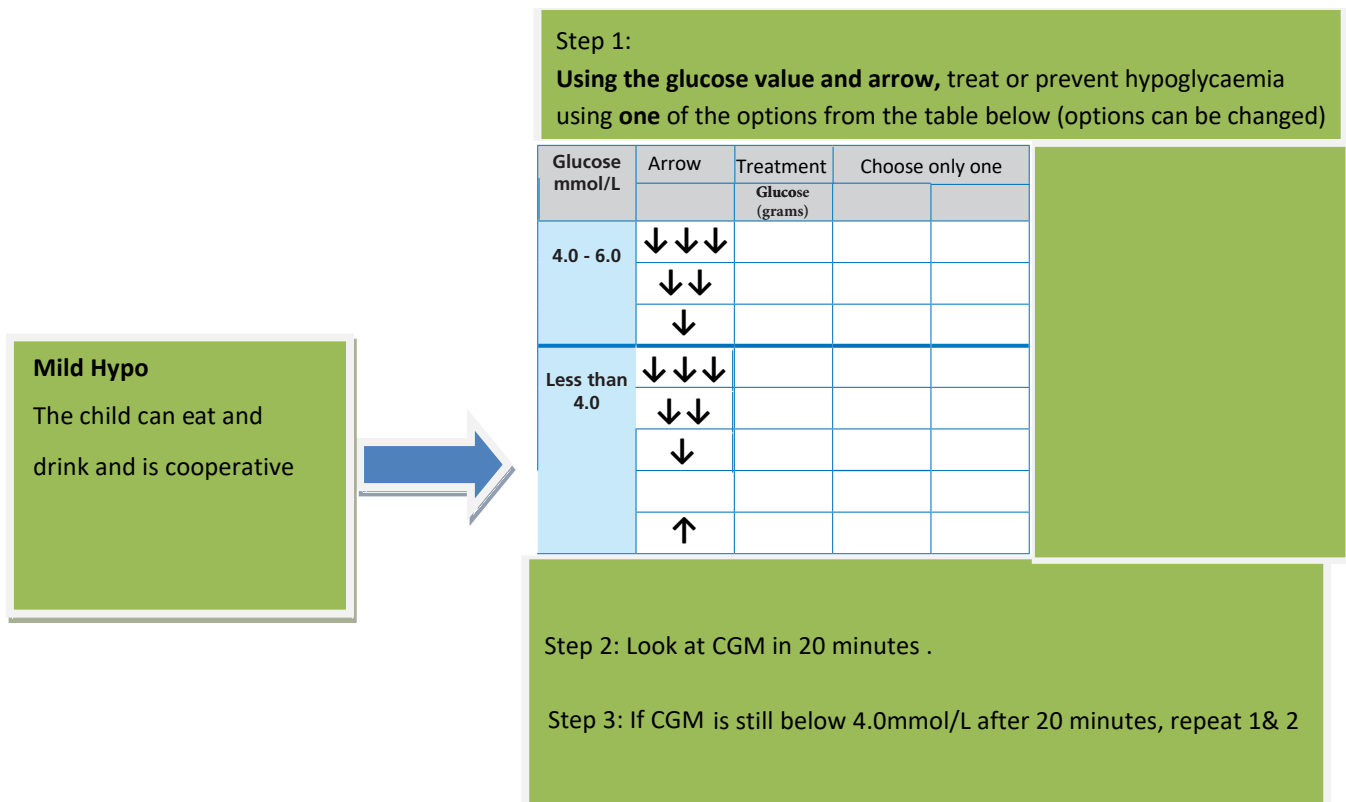 Step 1:
Using the glucose value and arrow, treat or prevent hypoglycaemia
using one of the options from the table below (options can be changed)
Glucose mmol/L Arrow Treatment Choose only one
Glucose (grams)
4.0 - 6.0 ↓↓↓
↓↓
↓
Less than 4.0 ↓↓↓
↓↓
↓
↑
Mild Hypo
The child can eat and
drink and is cooperative
Step 2: Look at CGM in 20 minutes .
Step 3: If CGM is still below 4.0mmol/L after 20 minutes, repeat 1& 2